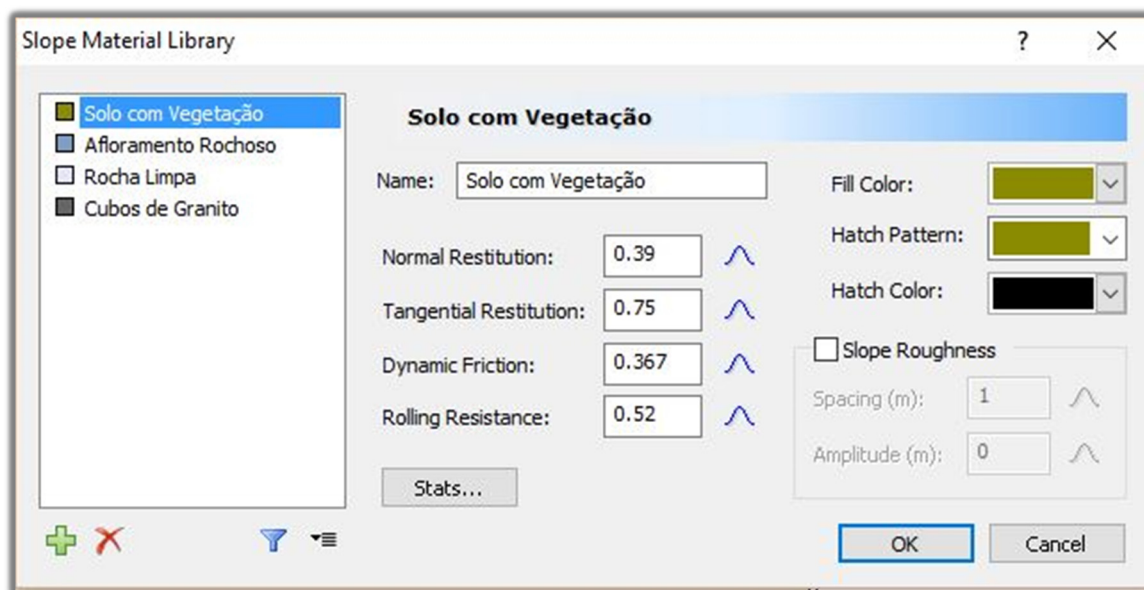 Slope Material Library ?
Solo com Vegetação
Afloramento Rochoso
Rocha Limpa
Cubos de Granito
Solo com Vegetação
Name: Solo com Vegetação
Normal Restitution: 0.39
Tangential Restitution: 0.75
Dynamic Friction: 0.367
Rolling Resistance: 0.52
Stats...
Fill Color:
Hatch Pattern:
Hatch Color:
Slope Roughness
Spacing (m): 1
Amplitude (m): 0
OK Cancel